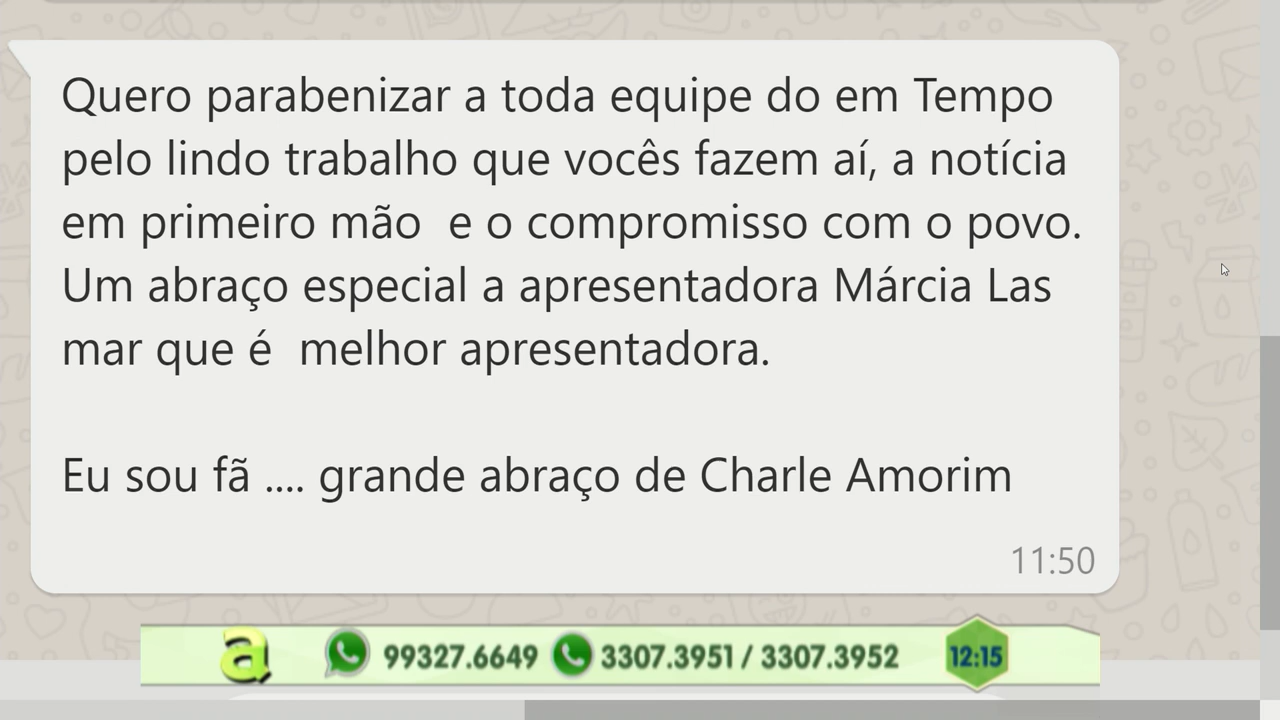 Quero parabenizar a toda equipe do em Tempo
pelo lindo trabalho que vocês fazem aí, a notícia
em primeiro mão  e o compromisso com o povo.
Um abraço especial a apresentadora Márcia Las
mar que é  melhor apresentadora.
Eu sou fã .... grande abraço de Charle Amorim
11:50
a 99327.6649 3307.3951 / 3307.3952 12:15